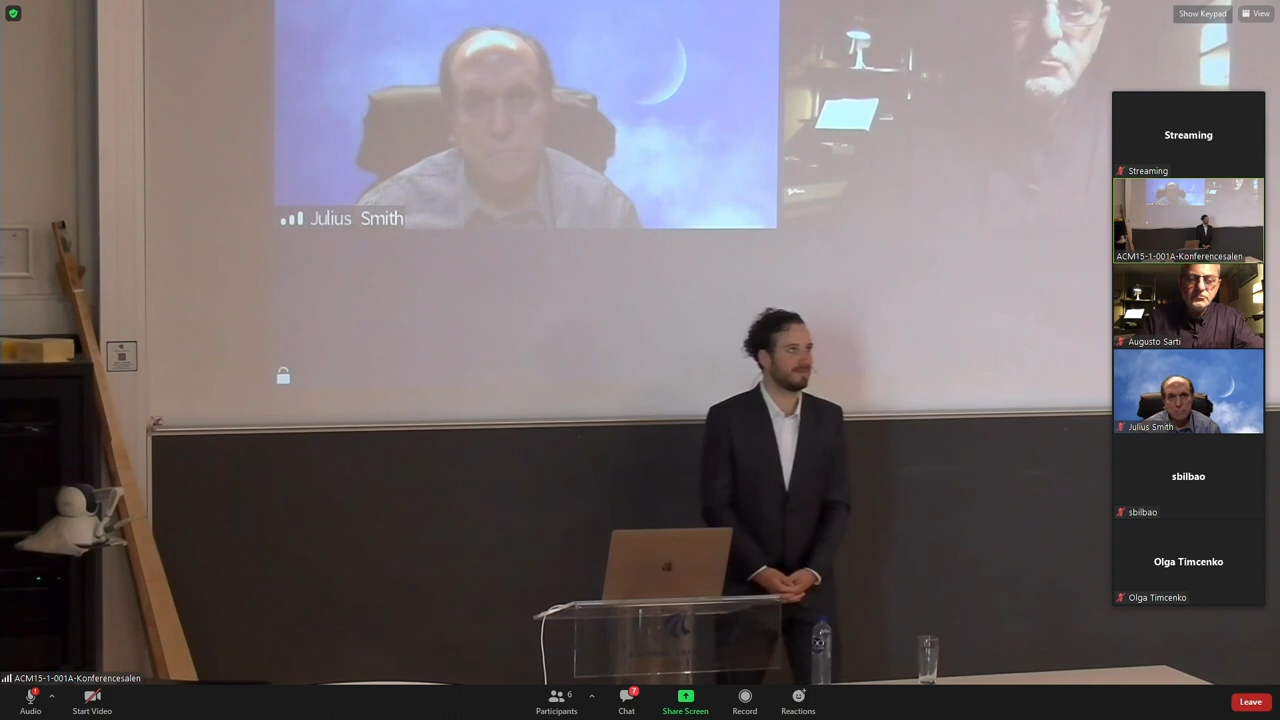 Show Keypad
View
Julius Smith
Streaming
Streaming
ACM15-1-001A-Konferencesalen
Augusto Sarti
Julius Smith
sbilbao
sbilbao
Olga Timcenko
Olga Timcenko
ACM15-1-001A-Konferencesalen
Audio
Start Video
6
Participants
7
Chat
Share Screen
Record
Reactions
Leave